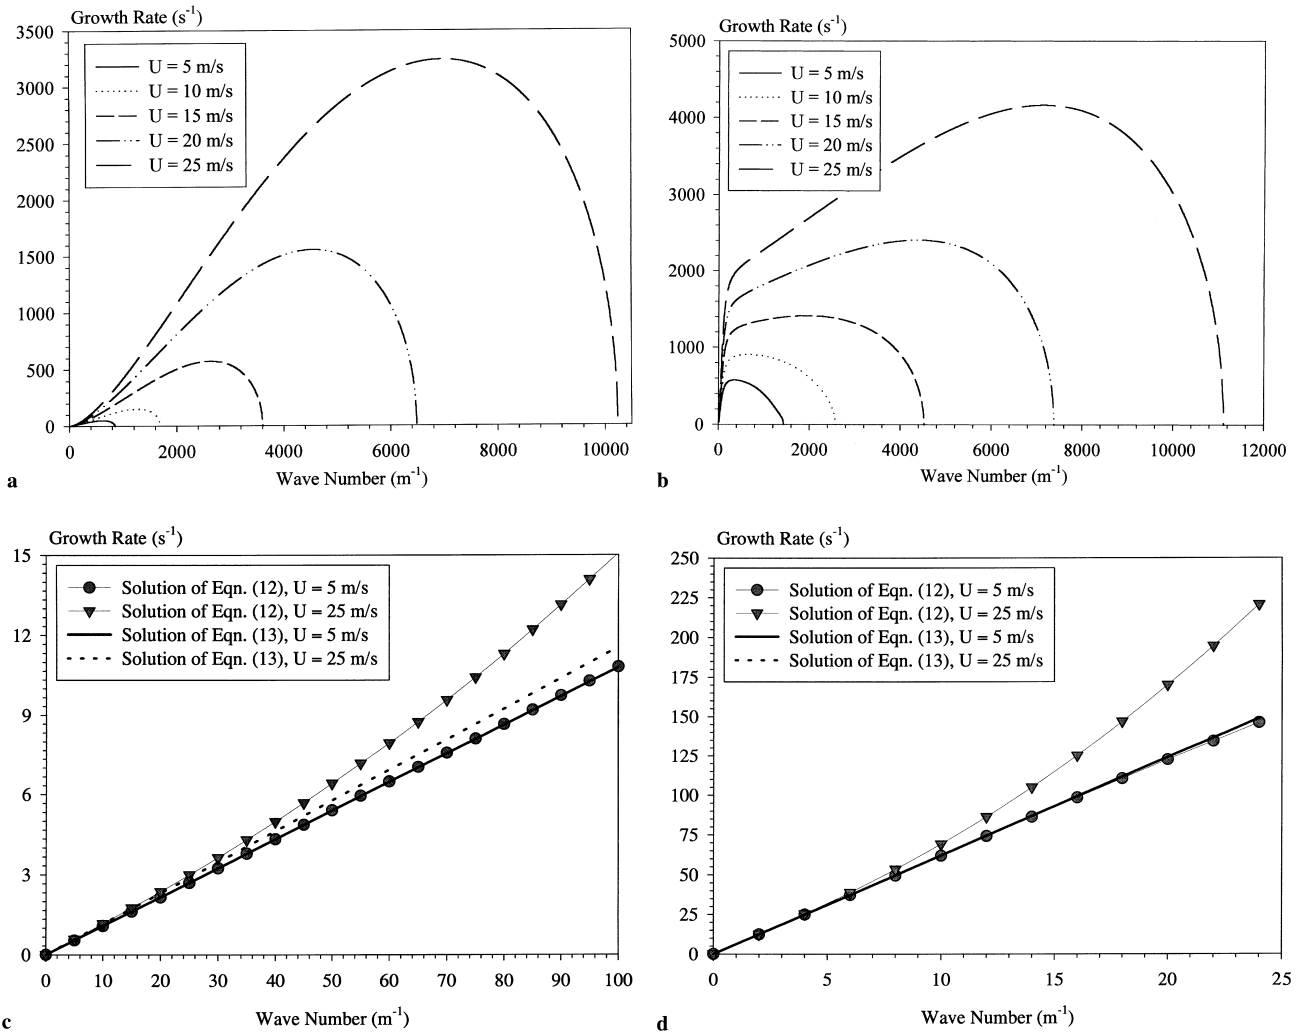 Growth Rate (s-1)
3500
3000
2500
2000
1500
1000
500
0
U = 5 m/s
U = 10 m/s
U = 15 m/s
U = 20 m/s
U = 25 m/s
0 2000 4000 6000 8000 10000
Wave Number (m-1)
a
Growth Rate (s-1)
5000
4000
3000
2000
1000
0
U = 5 m/s
U = 10 m/s
U = 15 m/s
U = 20 m/s
U = 25 m/s
0 2000 4000 6000 8000 10000 12000
Wave Number (m-1)
b
Growth Rate (s-1)
15
12
9
6
3
0
Solution of Eqn. (12), U = 5 m/s
Solution of Eqn. (12), U = 25 m/s
Solution of Eqn. (13), U = 5 m/s
Solution of Eqn. (13), U = 25 m/s
0 10 20 30 40 50 60 70 80 90 100
Wave Number (m-1)
c
Growth Rate (s-1)
250
225
200
175
150
125
100
75
50
25
0
Solution of Eqn. (12), U = 5 m/s
Solution of Eqn. (12), U = 25 m/s
Solution of Eqn. (13), U = 5 m/s
Solution of Eqn. (13), U = 25 m/s
0 5 10 15 20 25
Wave Number (m-1)
d